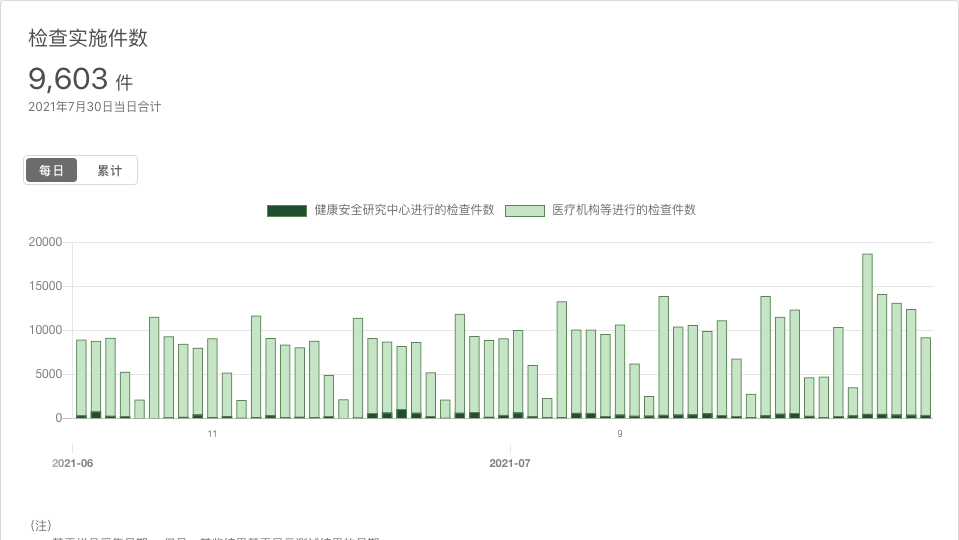 检查实施件数
9,603 件
2021年7月30日当日合计
每日 累计
健康安全研究中心进行的检查件数 医疗机构等进行的检查件数
20000
15000
10000
5000
0
11 9
2021-06 2021-07
(注)